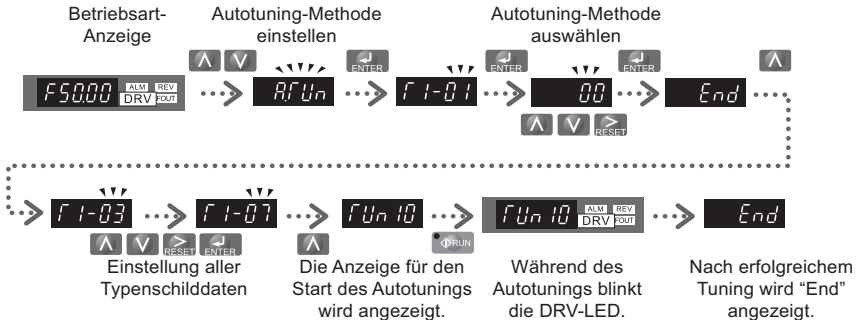 Betriebsart-
Anzeige
Autotuning-Methode
einstellen
Autotuning-Methode
auswählen
ENTER
ENTER
ENTER
F50.00 ALM REV DRV FOUT
A.TUn
T1-01
00
End
RESET
T1-03
T1-07
TUn10
TUn10 ALM REV DRV FOUT
End
RESET ENTER
RUN
Einstellung aller
Typenschilddaten
Die Anzeige für den
Start des Autotunings
wird angezeigt.
Während des
Autotunings blinkt
die DRV-LED.
Nach erfolgreichem
Tuning wird “End”
angezeigt.